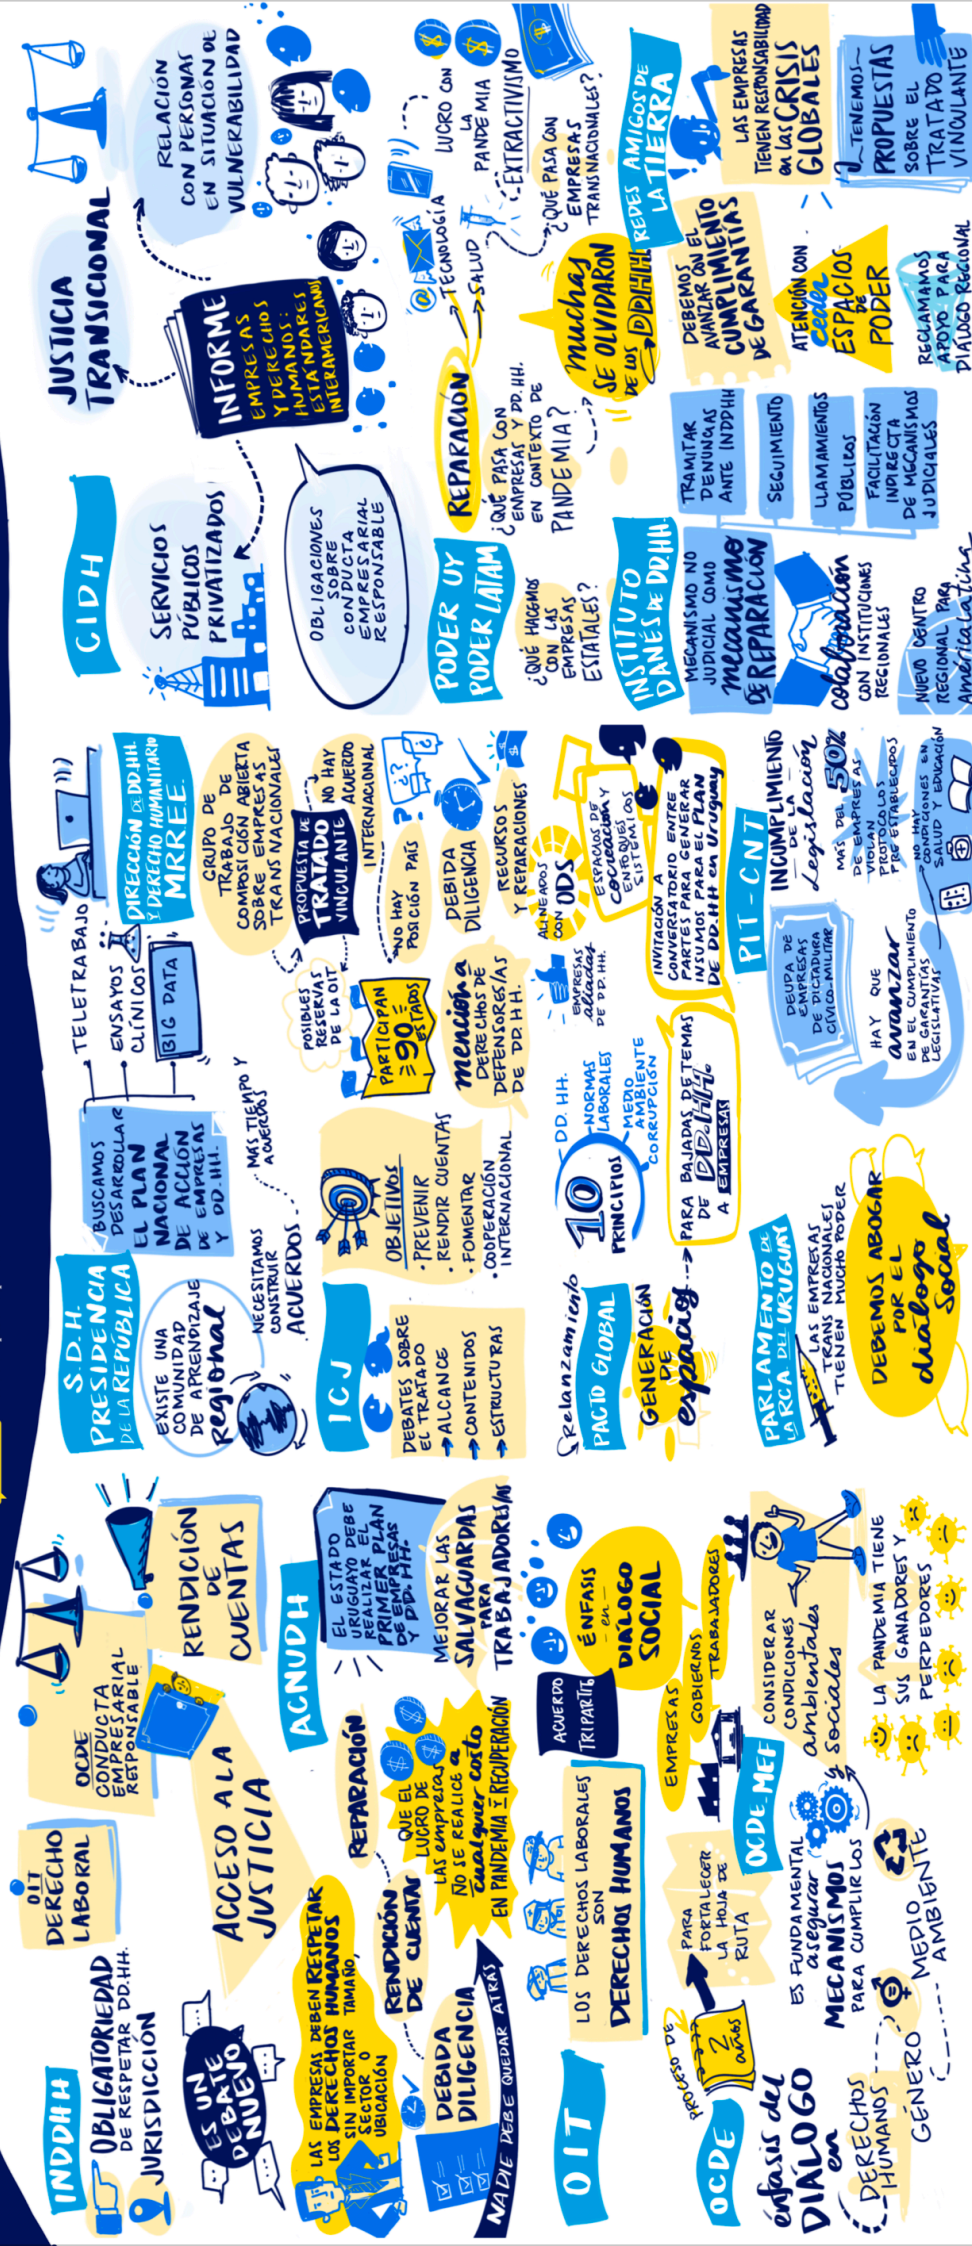 INDDHH
OBLIGATORIEDAD
DE RESPETAR DD.HH.
JURISDICCIÓN
OIT
DERECHO
LABORAL
OCDE
CONDUCTA
EMPRESARIAL
RESPONSABLE
RENDICIÓN
DE
CUENTAS
ES UN
DEBATE
NUEVO
ACCESO A LA
JUSTICIA
ACNUDH
LAS EMPRESAS DEBEN RESPETAR
LOS DERECHOS HUMANOS
SIN IMPORTAR TAMAÑO,
SECTOR O
UBICACIÓN
EL ESTADO
URUGUAYO DEBE
REALIZAR EL
PRIMER PLAN
DE EMPRESAS
Y DD.HH.
REPARACIÓN
RENDICIÓN
DE CUENTAS
DEBIDA
DILIGENCIA
QUE EL
LUCRO DE
LAS empresas
NO SE REALICE a
cualquier costo
EN PANDEMIA Y RECUPERACIÓN
MEJORAR LAS
SALVAGUARDAS
PARA
TRABAJADORES/AS
NADIE DEBE QUEDAR ATRÁS
OIT
LOS DERECHOS LABORALES
SON
DERECHOS HUMANOS
ACUERDO
TRIPARTITO
ÉNFASIS
en
DIÁLOGO
SOCIAL
EMPRESAS
GOBIERNOS
TRABAJADORES
OCDE
PROCESO DE
2
años
PARA
FORTALECER
LA HOJA DE
RUTA
énfasis del
DIÁLOGO
en
DERECHOS
HUMANOS
GÉNERO
MEDIO
AMBIENTE
OCDE-MEF
ES FUNDAMENTAL
asegurar
MECANISMOS
PARA CUMPLIR LOS
CONSIDERAR
CONDICIONES
ambientales
y
sociales
LA PANDEMIA TIENE
SUS GANADORES Y
PERDEDORES
S.D.H.
PRESIDENCIA
DE LA REPÚBLICA
BUSCAMOS
DESARROLLAR
EL PLAN
NACIONAL
DE ACCIÓN
DE EMPRESAS
Y DD.HH.
TELETRABAJO
ENSAYOS
CLÍNICOS
BIG DATA
EXISTE UNA
COMUNIDAD
DE APRENDIZAJE
regional
NECESITAMOS
CONSTRUIR
ACUERDOS
MÁS TIEMPO Y
ACUERDOS
DIRECCIÓN DE DD.HH.
Y DERECHO HUMANITARIO
MRREE.
GRUPO DE
TRABAJO DE
COMPOSICIÓN ABIERTA
SOBRE EMPRESAS
TRANSNACIONALES
PROPUESTA DE
TRATADO
VINCULANTE
NO HAY
ACUERDO
INTERNACIONAL
POSIBLES
RESERVAS
DE LA OIT
NO HAY
POSICIÓN PAÍS
PARTICIPAN
90
ESTADOS
DEBIDA
DILIGENCIA
mención a
DERECHOS DE
DEFENSORES/AS
DE DD.HH.
RECURSOS
Y REPARACIONES
ICJ
DEBATES SOBRE
EL TRATADO
ALCANCE
CONTENIDOS
ESTRUCTURAS
OBJETIVOS
• PREVENIR
• RENDIR CUENTAS
• FOMENTAR
• COOPERACIÓN
INTERNACIONAL
Relanzamiento
PACTO GLOBAL
10
PRINCIPIOS
DD.HH.
NORMAS
LABORALES
MEDIO
AMBIENTE
CORRUPCIÓN
EMPRESAS
aliadas
DE DD.HH.
ALINEADOS
con ODS
ESPACIOS DE
cocreación Y
ENFOQUES
GENERACIÓN
DE
espacios
PARA BAJADAS DE TEMAS
DE DD.HH.
A EMPRESAS
INVITACIÓN A
CONVERSATORIO ENTRE
PARTES PARA GENERAR
INSUMOS PARA EL PLAN
DE DD.HH en Uruguay
PARLAMENTO DE
LA RCA. DEL URUGUAY
LAS EMPRESAS
TRANSNACIONALES
TIENEN MUCHO PODER
DEBEMOS ABOGAR
POR EL
diálogo
Social
PIT-CNT
INCUMPLIMIENTO
DE LA
legislación
DEUDA DE
EMPRESAS
DE DICTADURA
CÍVICO-MILITAR
MÁS DEL 50%
DE EMPRESAS
VIOLAN
PROTOCOLOS
PREESTABLECIDOS
HAY QUE
avanzar
EN EL CUMPLIMIENTO
DE GARANTÍAS
LEGISLATIVAS
NO HAY
CONDICIONES EN
SALUD Y EDUCACIÓN
CIDH
JUSTICIA
TRANSICIONAL
SERVICIOS
PÚBLICOS
PRIVATIZADOS
INFORME
EMPRESAS
Y DERECHOS
HUMANOS:
ESTÁNDARES
INTERAMERICANOS
RELACIÓN
CON PERSONAS
EN SITUACIÓN DE
VULNERABILIDAD
OBLIGACIONES
SOBRE
CONDUCTA
EMPRESARIAL
RESPONSABLE
PODER UY
PODER LATAM
REPARACIÓN
TECNOLOGÍA
SALUD
LUCRO CON
LA
PANDEMIA
EXTRACTIVISMO
¿QUÉ HACEMOS
CON LAS
EMPRESAS
ESTATALES?
¿QUÉ PASA CON
EMPRESAS Y DD.HH.
EN CONTEXTO DE
PANDEMIA?
¿QUÉ PASA CON
EMPRESAS
TRANSNACIONALES?
muchas
SE OLVIDARON
DE LOS DDHH
INSTITUTO
DANÉS DE DD.HH.
MECANISMO NO
JUDICIAL COMO
mecanismo
DE REPARACIÓN
TRAMITAR
DENUNCIAS
ANTE INDDHH
SEGUIMIENTO
LLAMAMIENTOS
PÚBLICOS
FACILITACIÓN
INDIRECTA
DE MECANISMOS
JUDICIALES
colaboración
CON INSTITUCIONES
REGIONALES
NUEVO CENTRO
REGIONAL PARA
América Latina
REDES AMIGOS DE
LA TIERRA
DEBEMOS
AVANZAR CON EL
CUMPLIMIENTO
DE GARANTÍAS
LAS EMPRESAS
TIENEN RESPONSABILIDAD
en las CRISIS
GLOBALES
ATENCIÓN CON
ceder
ESPACIOS
DE
PODER
TENEMOS
PROPUESTAS
SOBRE EL
TRATADO
VINCULANTE
RECLAMAMOS
APOYO PARA
DIÁLOGO REGIONAL